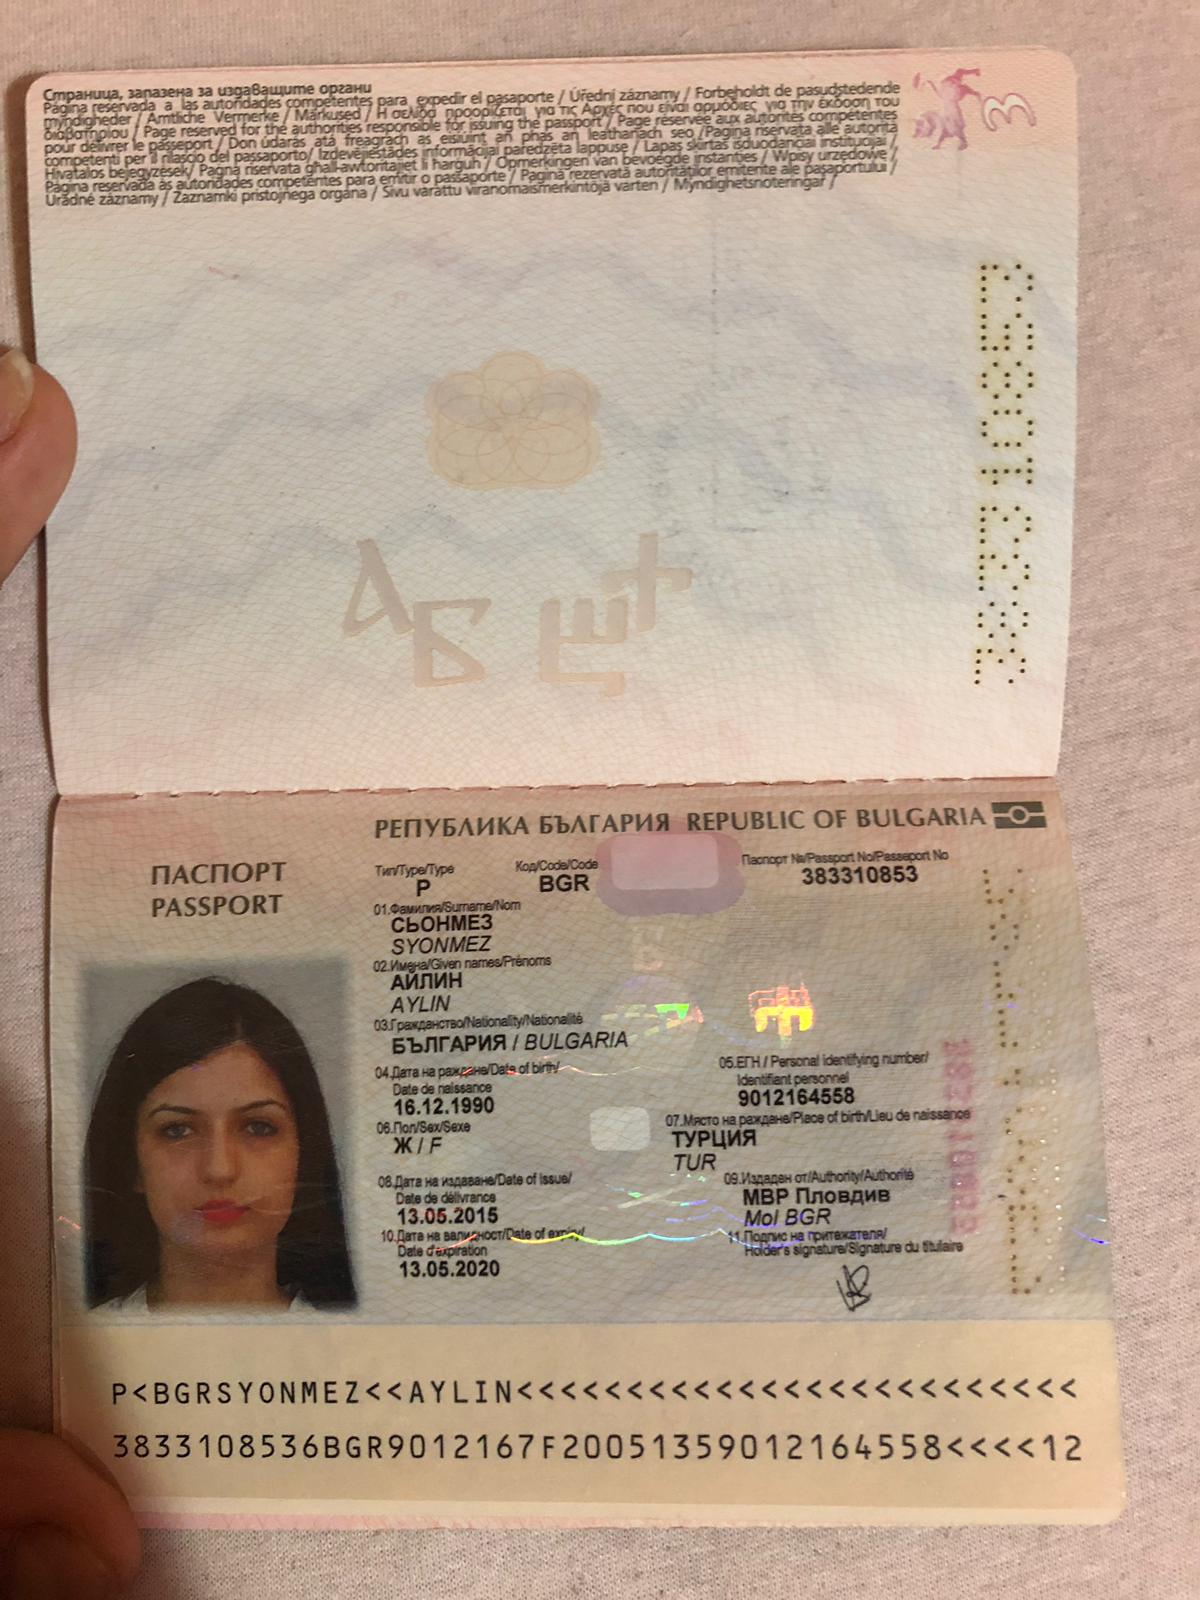 Страница, запазена за издаващите органи
Página reservada a las autoridades competentes para expedir el pasaporte / Úřední záznamy / Forbeholdt de pasudstedende
myndigheder / Amtliche Vermerke / Märkused / Η σελίδα προορίζεται για τις Αρχές που είναι αρμόδιες για την έκδοση του
διαβατηρίου / Page reserved for the authorities responsible for issuing the passport / Page réservée aux autorités compétentes
pour délivrer le passeport / Don údarás atá freagrach as eisiúint an phas an leathanach seo /Pagina riservata alle autorità
competenti per il rilascio del passaporto/ Izdevējiestādes informācijai paredzēta lappuse / Lapas skirtas išduodančiai institucijai /
Hivatalos bejegyzések/ Paġna riservata għall-awtoritajiet li ħarġuh / Opmerkingen van bevoegde instanties / Wpisy urzędowe /
Página reservada às autoridades competentes para emitir o passaporte / Pagină rezervată autorităților emitente ale pașaportului /
Úradné záznamy / Zaznamki pristojnega organa / Sivu varattu viranomaismerkintöjä varten / Myndighetsnoteringar /
383310853
АБ ЩЪ
РЕПУБЛИКА БЪЛГАРИЯ REPUBLIC OF BULGARIA
ПАСПОРТ
PASSPORT
Тип/Type/Type Код/Code/Code Паспорт №/Passport No/Passeport No
P BGR 383310853
01.Фамилия/Surname/Nom
СЬОНМЕЗ
SYONMEZ
02.Имена/Given names/Prénoms
АЙЛИН
AYLIN
03.Гражданство/Nationality/Nationalité
БЪЛГАРИЯ / BULGARIA
04.Дата на раждане/Date of birth/
Date de naissance
16.12.1990
05.ЕГН / Personal identifying number/
Identifiant personnel
9012164558
06.Пол/Sex/Sexe
Ж / F
07.Място на раждане/Place of birth/Lieu de naissance
ТУРЦИЯ
TUR
08.Дата на издаване/Date of issue/
Date de délivrance
13.05.2015
09.Издаден от/Authority/Authorité
МВР Пловдив
MoI BGR
10.Дата на валидност/Date of expiry/
Date d'expiration
13.05.2020
11.Подпис на притежателя/
Holder's signature/Signature du titulaire
P<BGRSYONMEZ<<AYLIN<<<<<<<<<<<<<<<<<<<<<<<<<
3833108536BGR9012167F20051359012164558<<<<12